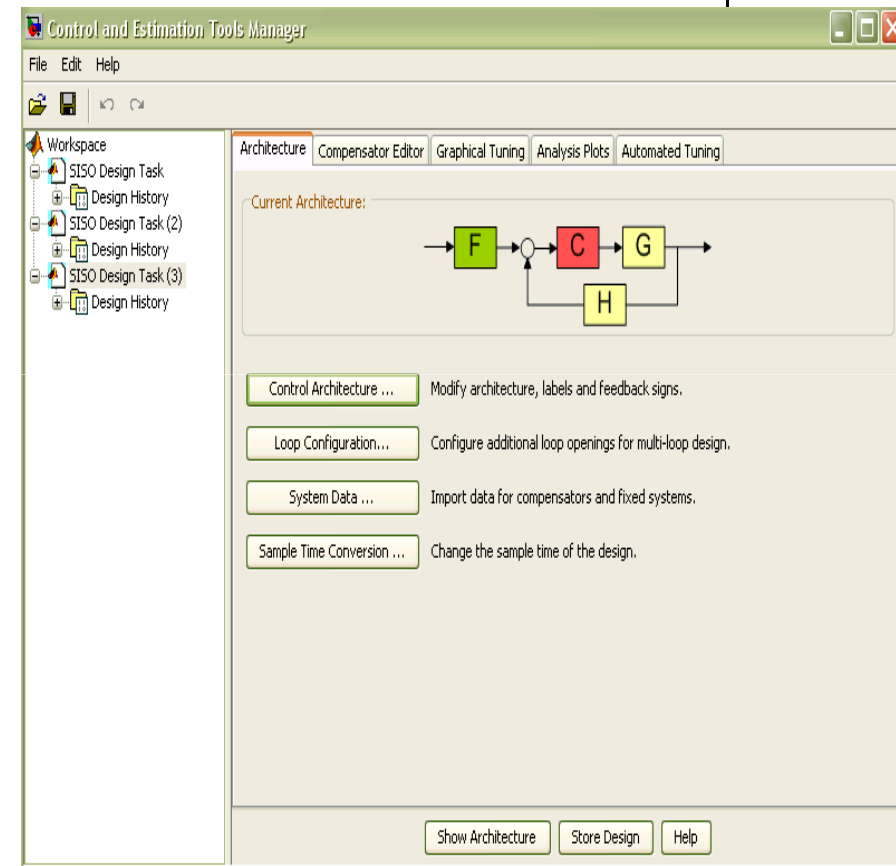 Control and Estimation Tools Manager
File Edit Help
Workspace
SISO Design Task
Design History
SISO Design Task (2)
Design History
SISO Design Task (3)
Design History
Architecture Compensator Editor Graphical Tuning Analysis Plots Automated Tuning
Current Architecture:
F C G
H
Control Architecture ... Modify architecture, labels and feedback signs.
Loop Configuration... Configure additional loop openings for multi-loop design.
System Data ... Import data for compensators and fixed systems.
Sample Time Conversion ... Change the sample time of the design.
Show Architecture Store Design Help